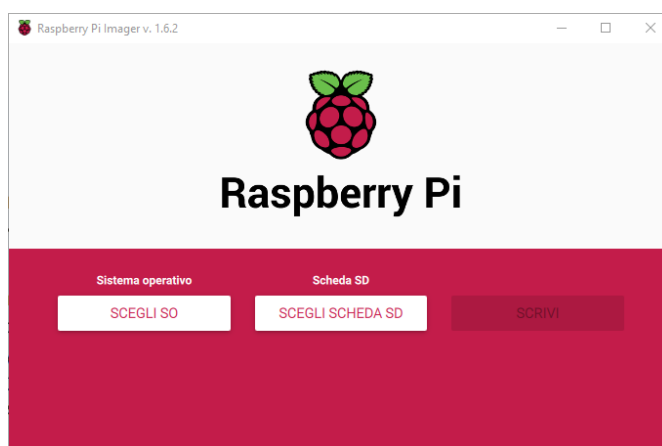 Raspberry Pi Imager v. 1.6.2
Raspberry Pi
Sistema operativo
Scheda SD
SCEGLI SO
SCEGLI SCHEDA SD
SCRIVI